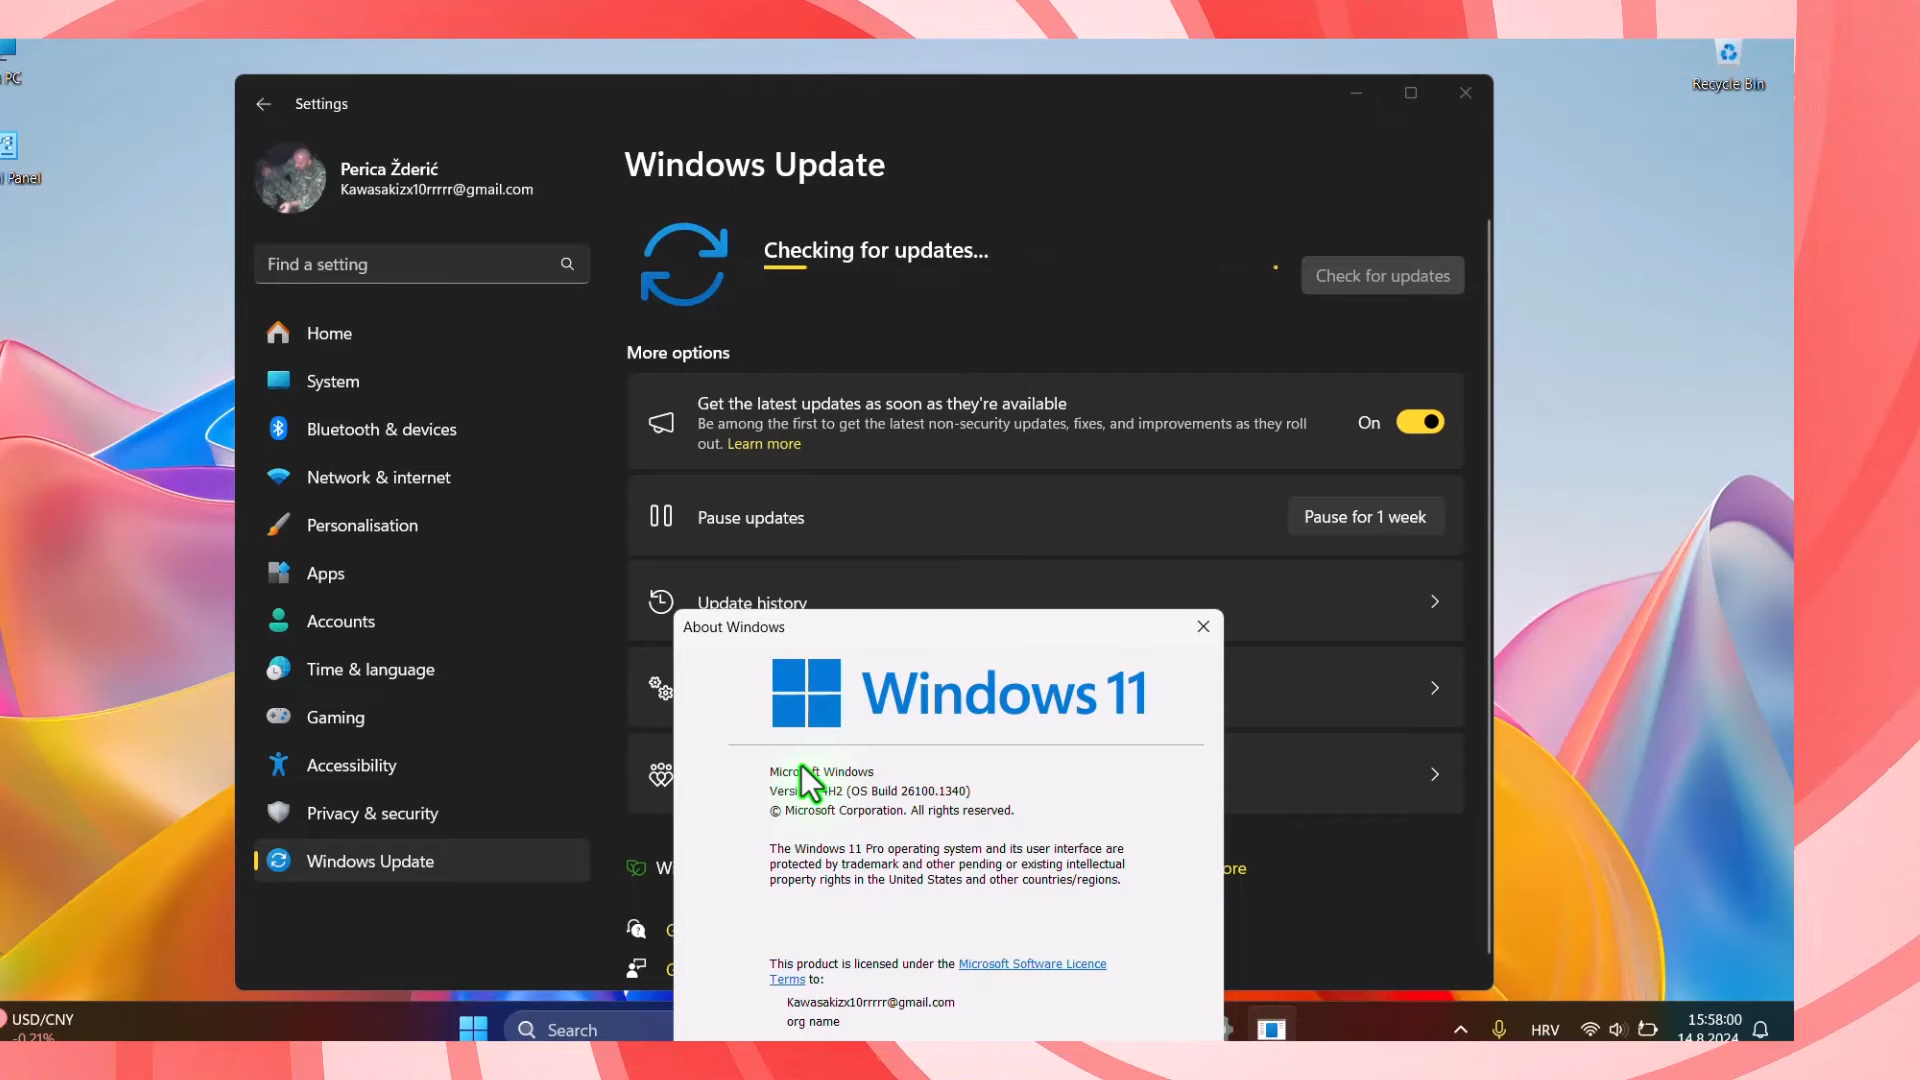 PC
Panel
Recycle Bin
Settings
Perica Žderić
Kawasakizx10rrrrr@gmail.com
Find a setting
Home
System
Bluetooth & devices
Network & internet
Personalisation
Apps
Accounts
Time & language
Gaming
Accessibility
Privacy & security
Windows Update
Windows Update
Checking for updates...
Check for updates
More options
Get the latest updates as soon as they're available
Be among the first to get the latest non-security updates, fixes, and improvements as they roll
out. Learn more
On
Pause updates
Pause for 1 week
Update history
About Windows
Windows 11
Microsoft Windows
(OS Build 26100.1340)
© Microsoft Corporation. All rights reserved.
The Windows 11 Pro operating system and its user interface are
protected by trademark and other pending or existing intellectual
property rights in the United States and other countries/regions.
This product is licensed under the Microsoft Software Licence
Terms to:
Kawasakizx10rrrrr@gmail.com
org name
USD/CNY
-0.21%
Search
HRV
15:58:00
14.8.2024